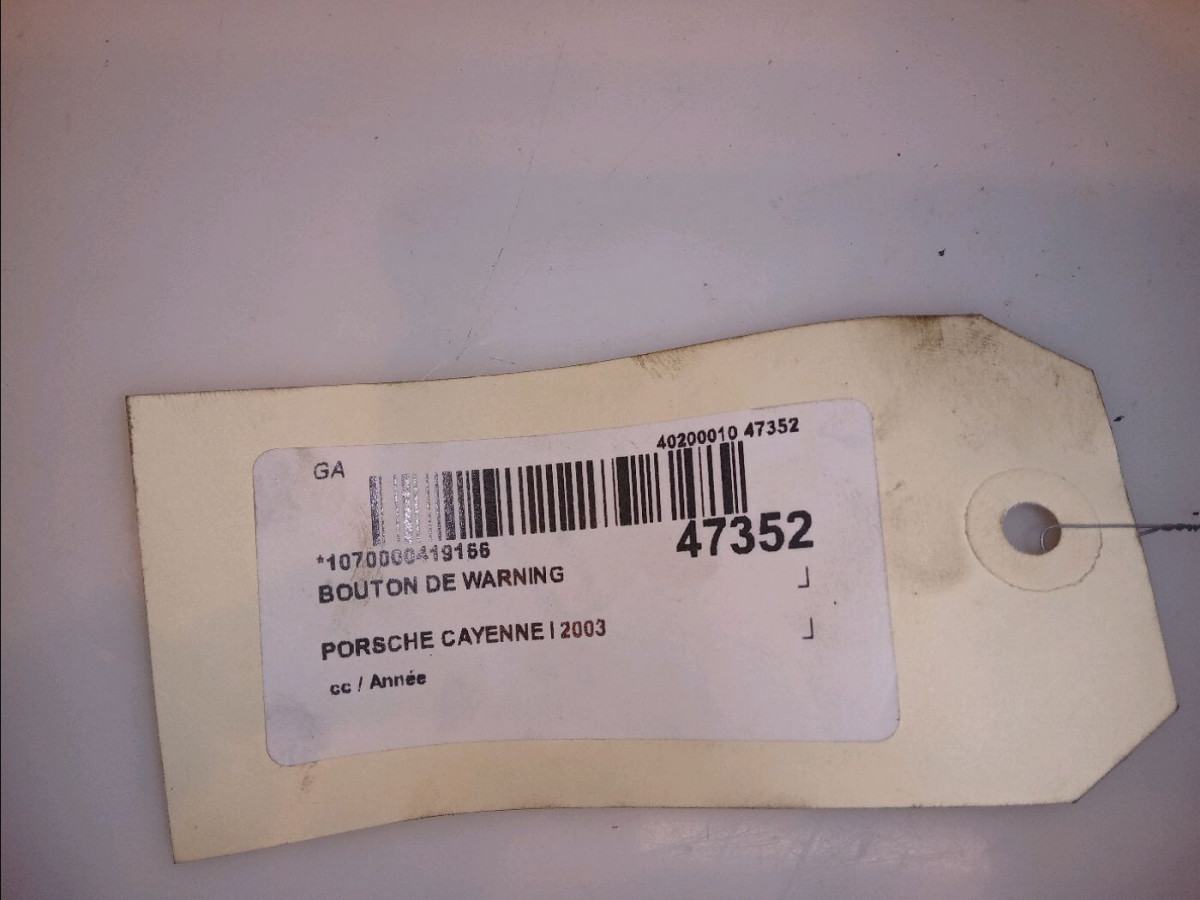 GA
40200010 47352
*1070000419166
47352
BOUTON DE WARNING
PORSCHE CAYENNE I 2003
cc / Année